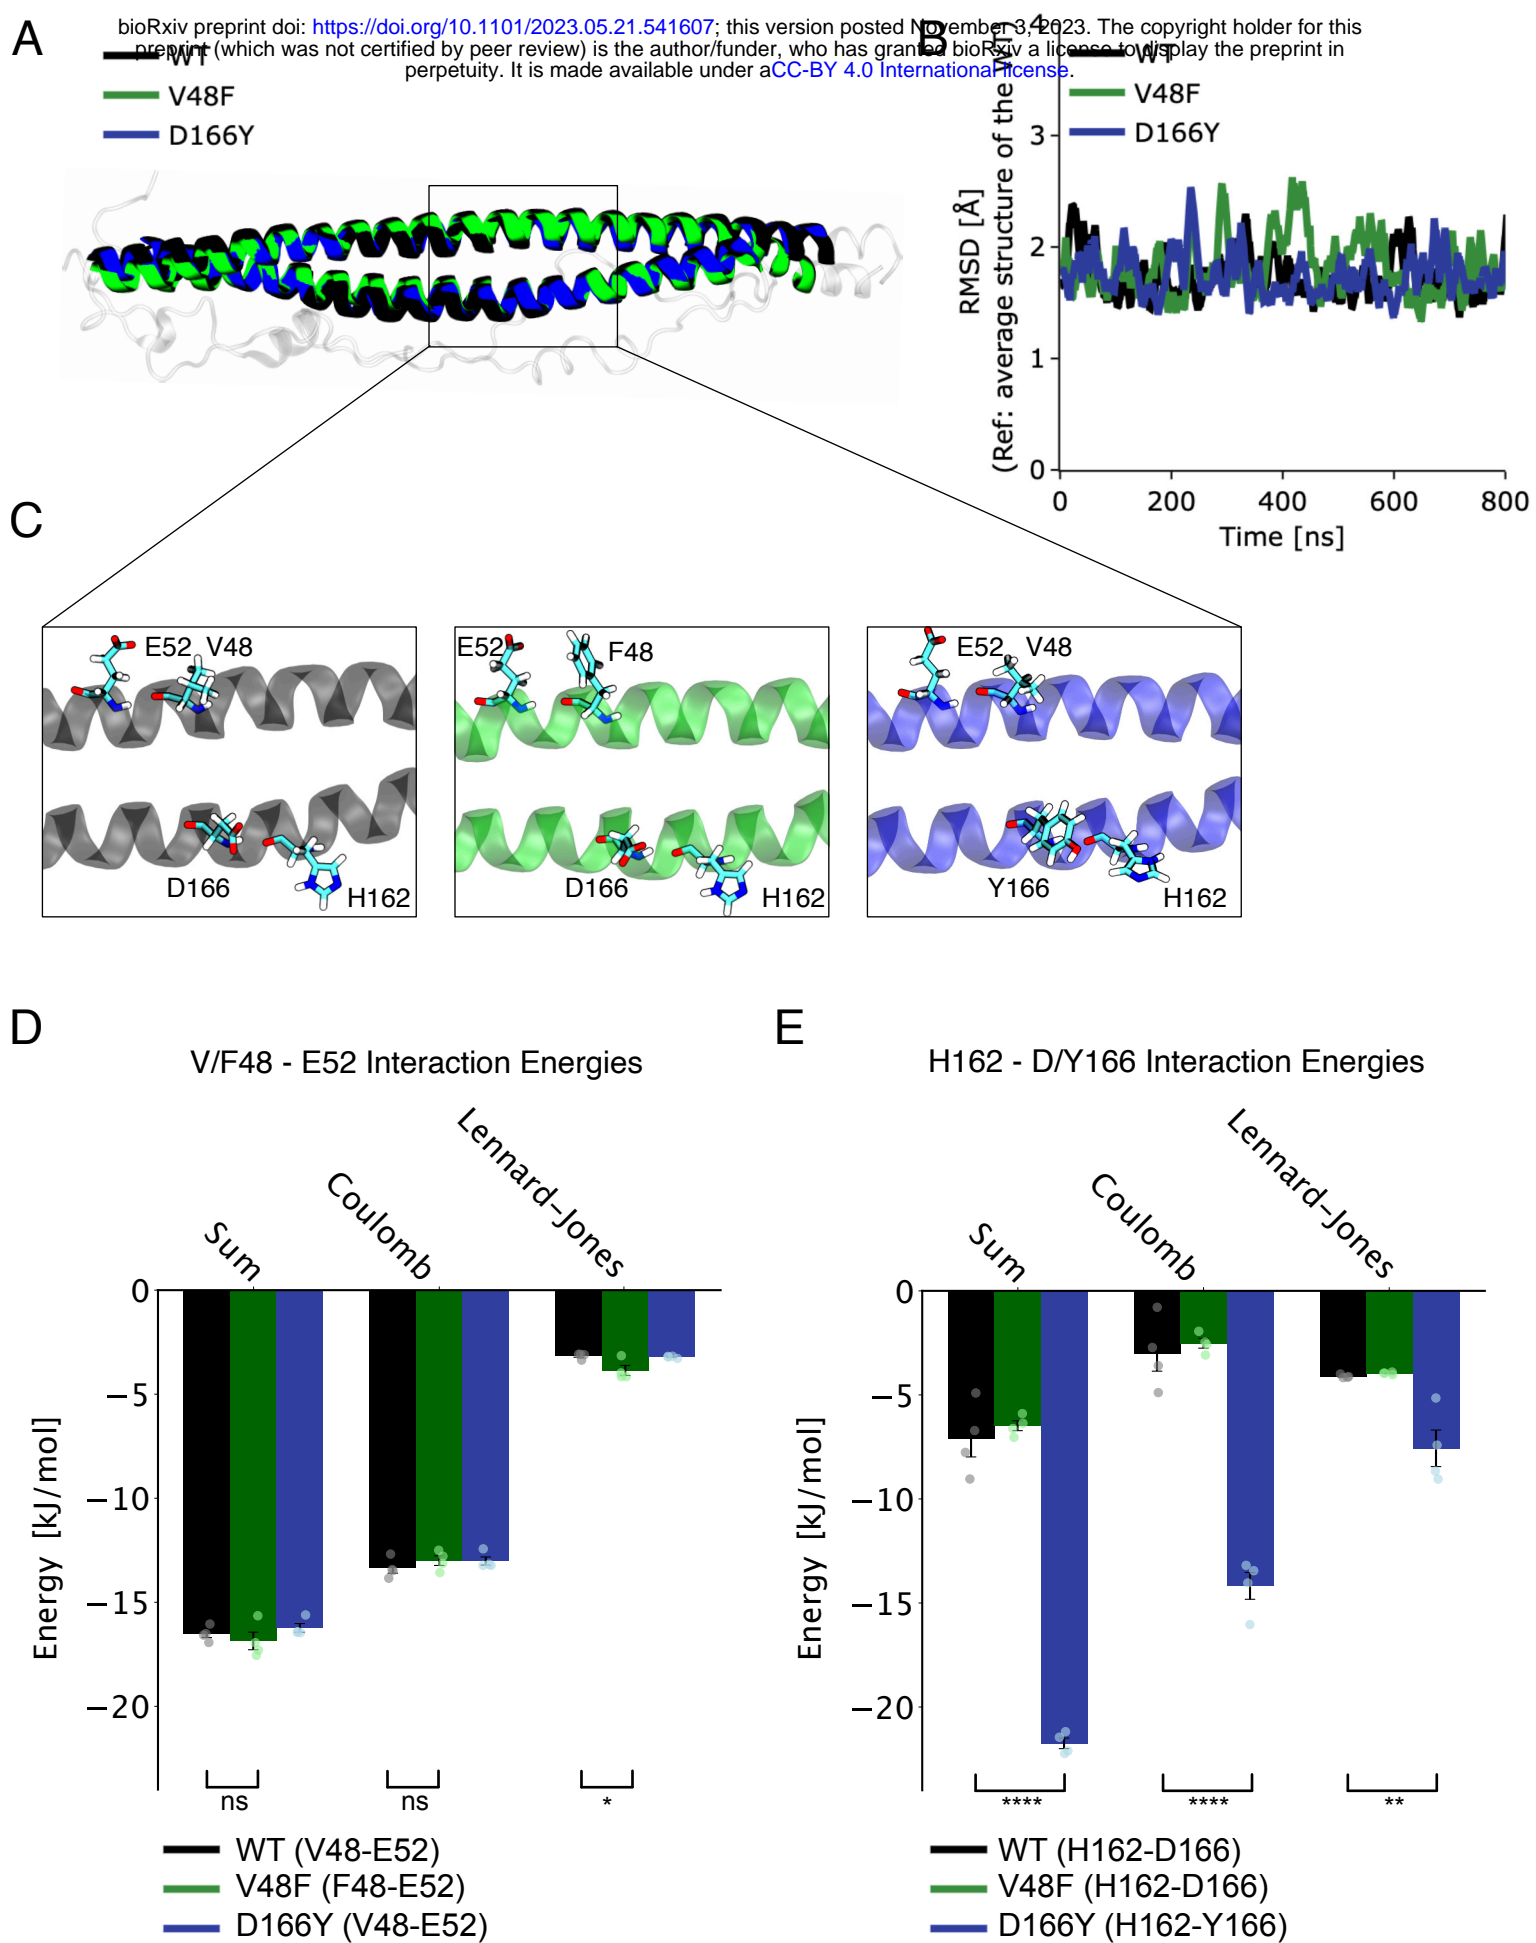 bioRxiv preprint doi: https://doi.org/10.1101/2023.05.21.541607; this version posted November 3, 2023. The copyright holder for this
preprint (which was not certified by peer review) is the author/funder, who has granted bioRxiv a license to display the preprint in
perpetuity. It is made available under aCC-BY 4.0 International license.
A
WT
V48F
D166Y
B
WT
V48F
D166Y
RMSD [Å]
(Ref: average structure of the WT)
4
3
2
1
0
0 200 400 600 800
Time [ns]
C
E52 V48
D166
H162
E52 F48
D166
H162
E52 V48
Y166
H162
D
V/F48 - E52 Interaction Energies
Sum
Coulomb
Lennard-Jones
Energy [kJ/mol]
0
−5
−10
−15
−20
ns
ns
*
WT (V48-E52)
V48F (F48-E52)
D166Y (V48-E52)
E
H162 - D/Y166 Interaction Energies
Sum
Coulomb
Lennard-Jones
Energy [kJ/mol]
0
−5
−10
−15
−20
****
****
**
WT (H162-D166)
V48F (H162-D166)
D166Y (H162-Y166)